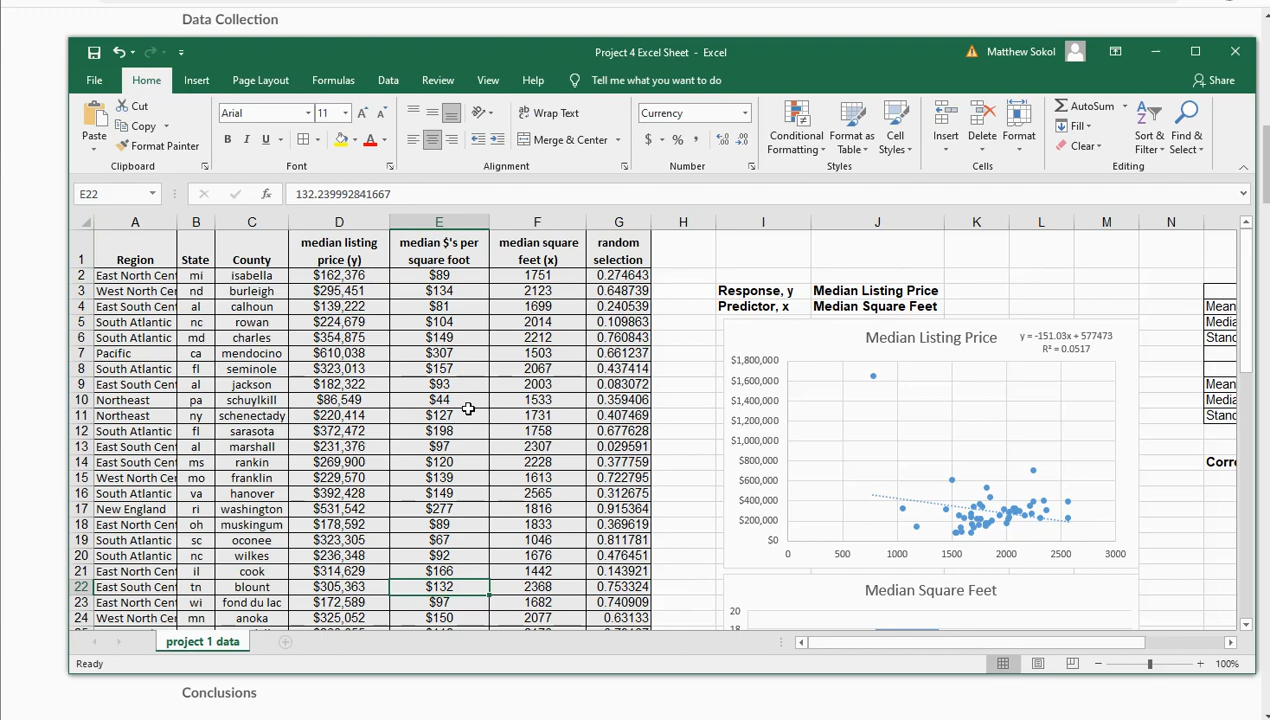 Data Collection
Project 4 Excel Sheet - Excel
Matthew Sokol
File Home Insert Page Layout Formulas Data Review View Help Tell me what you want to do Share
Cut
Copy
Format Painter
Paste
Arial 11
B I U A
Wrap Text
Merge & Center
Currency
$ % ,
Conditional Formatting
Format as Table
Cell Styles
Insert Delete Format
AutoSum
Fill
Clear
Sort & Filter
Find & Select
Clipboard Font Alignment Number Styles Cells Editing
E22 fx 132.239992841667
A B C D E F G H I J K L M N
1 Region State County median listing price (y) median $'s per square foot median square feet (x) random selection
2 East North Cent mi isabella $162,376 $89 1751 0.274643
3 West North Cen nd burleigh $295,451 $134 2123 0.648739
4 East South Cent al calhoun $139,222 $81 1699 0.240539
5 South Atlantic nc rowan $224,679 $104 2014 0.109863
6 South Atlantic md charles $354,875 $149 2212 0.760843
7 Pacific ca mendocino $610,038 $307 1503 0.661237
8 South Atlantic fl seminole $323,013 $157 2067 0.437414
9 East South Cent al jackson $182,322 $93 2003 0.083072
10 Northeast pa schuylkill $86,549 $44 1533 0.359406
11 Northeast ny schenectady $220,414 $127 1731 0.407469
12 South Atlantic fl sarasota $372,472 $198 1758 0.677628
13 East South Cent al marshall $231,376 $97 2307 0.029591
14 East South Cent ms rankin $269,900 $120 2228 0.377759
15 West North Cen mo franklin $229,570 $139 1613 0.722795
16 South Atlantic va hanover $392,428 $149 2565 0.312675
17 New England ri washington $531,542 $277 1816 0.915364
18 East North Cent oh muskingum $89 0.369619
19 South Atlantic sc oconee $323,305 $67 1046 0.811781
20 South Atlantic nc wilkes $236,348 $92 1676 0.476451
21 East North Cent il cook $314,629 $166 1442 0.143921
22 East South Cent tn blount $305,363 $132 2368 0.753324
23 East North Cent wi fond du lac $172,589 $97 1682 0.740909
24 West North Cen mn anoka $325,052 $150 2077 0.63133
Response, y Median Listing Price
Predictor, x Median Square Feet
Median Listing Price
y = -151.03x + 577473
R² = 0.0517
$1,800,000
$1,600,000
$1,400,000
$1,200,000
$1,000,000
$800,000
$600,000
$400,000
$200,000
$0
0 500 1000 1500 2000 2500 3000
Median Square Feet
20
18
Mean
Media
Stand
Mean
Media
Stand
Corre
project 1 data
Ready
100%
Conclusions